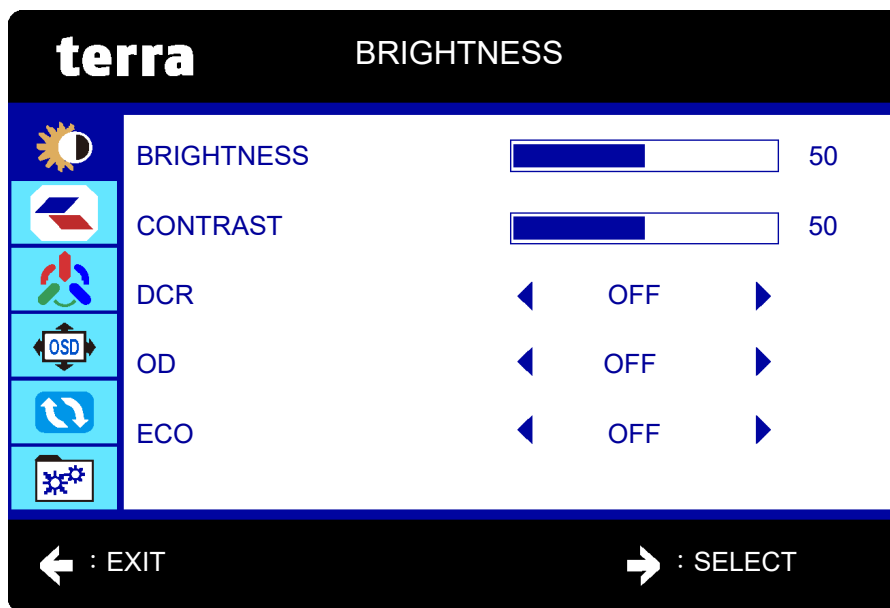 terra BRIGHTNESS
BRIGHTNESS 50
CONTRAST 50
DCR OFF
OSD
OD OFF
ECO OFF
: EXIT : SELECT